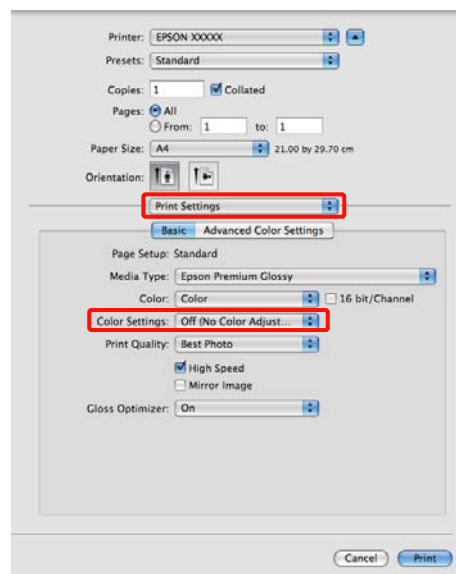 Printer: EPSON XXXXX
Presets: Standard
Copies: 1 Collated
Pages: All
From: 1 to: 1
Paper Size: A4 21.00 by 29.70 cm
Orientation:
Print Settings
Basic Advanced Color Settings
Page Setup: Standard
Media Type: Epson Premium Glossy
Color: Color 16 bit/Channel
Color Settings: Off (No Color Adjust...
Print Quality: Best Photo
High Speed
Mirror Image
Gloss Optimizer: On
Cancel Print